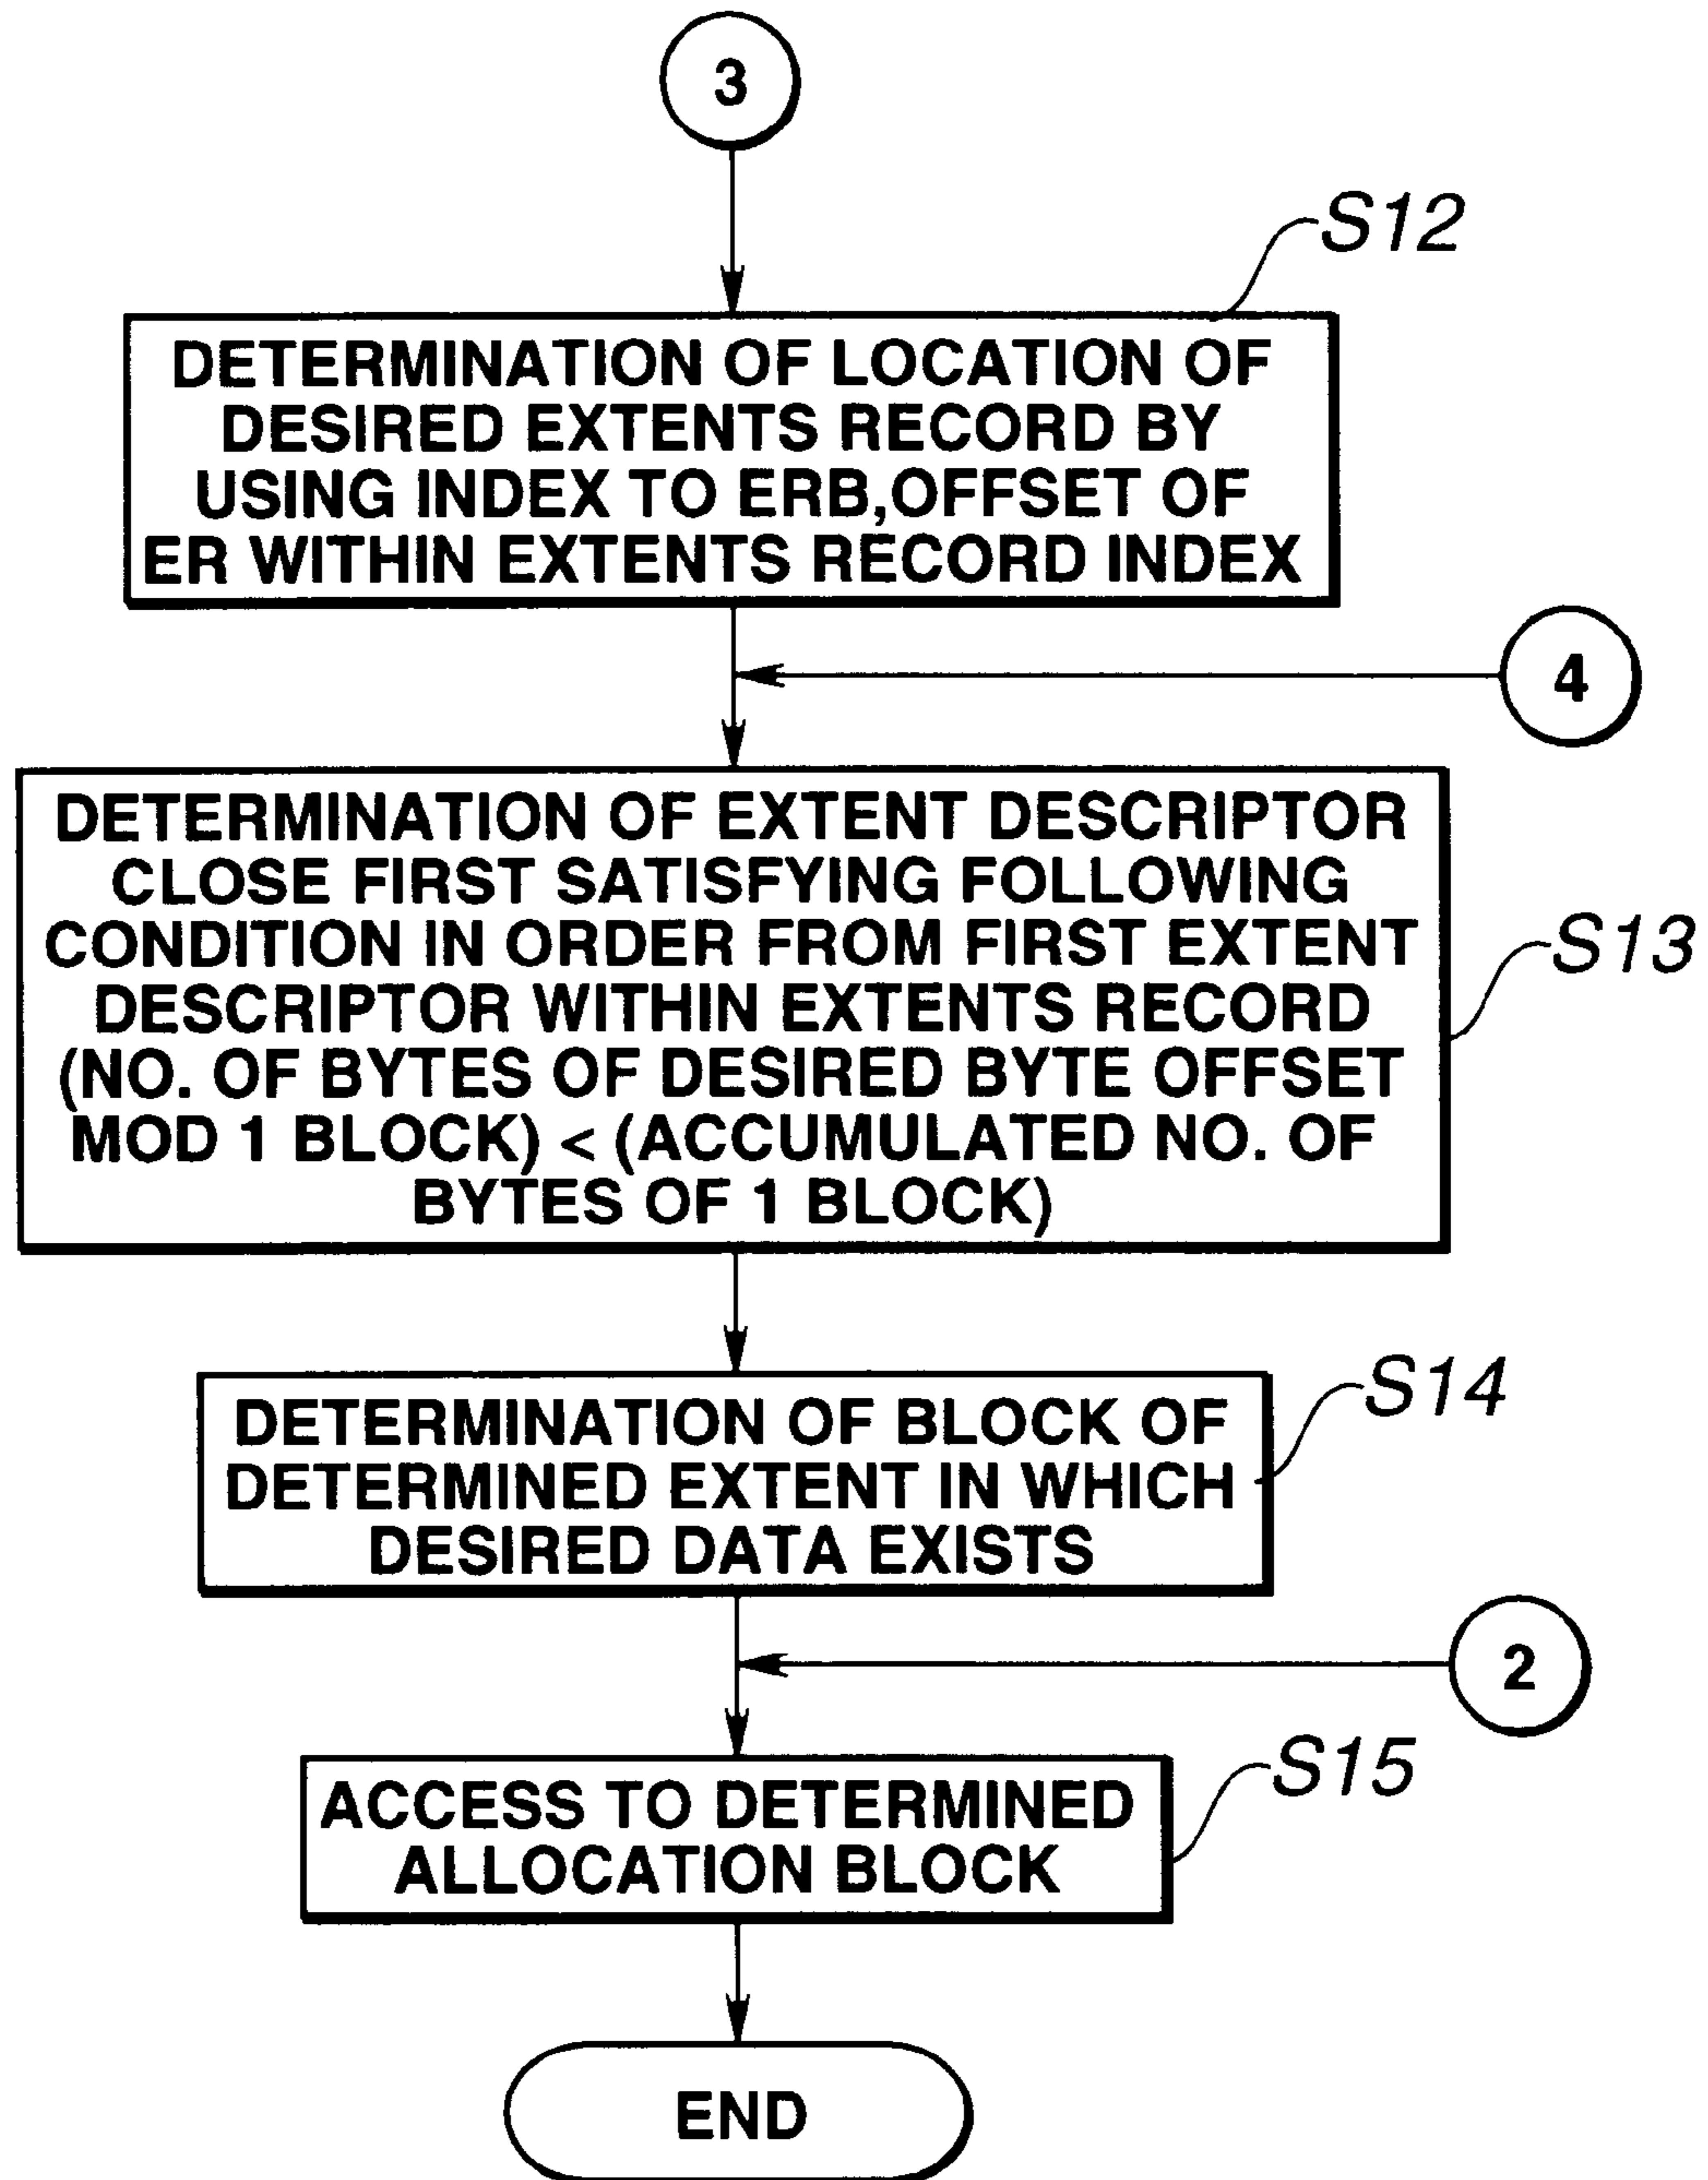 3
S12
DETERMINATION OF LOCATION OF
DESIRED EXTENTS RECORD BY
USING INDEX TO ERB,OFFSET OF
ER WITHIN EXTENTS RECORD INDEX
4
DETERMINATION OF EXTENT DESCRIPTOR
CLOSE FIRST SATISFYING FOLLOWING
CONDITION IN ORDER FROM FIRST EXTENT
DESCRIPTOR WITHIN EXTENTS RECORD
(NO. OF BYTES OF DESIRED BYTE OFFSET
MOD 1 BLOCK) < (ACCUMULATED NO. OF
BYTES OF 1 BLOCK)
S13
S14
DETERMINATION OF BLOCK OF
DETERMINED EXTENT IN WHICH
DESIRED DATA EXISTS
2
S15
ACCESS TO DETERMINED
ALLOCATION BLOCK
END